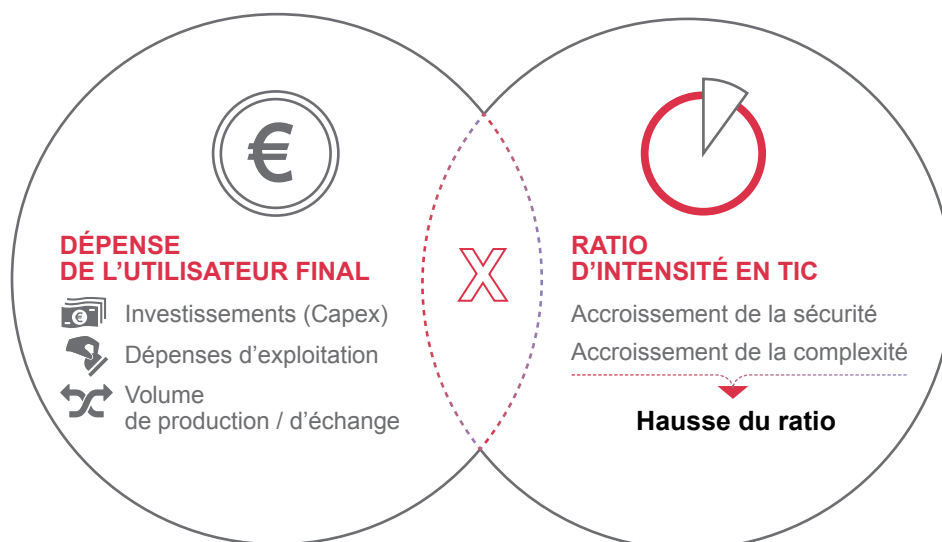 €
DÉPENSE
DE L’UTILISATEUR FINAL
€
Investissements (Capex)
Dépenses d’exploitation
Volume
de production / d’échange
X
RATIO
D’INTENSITÉ EN TIC
Accroissement de la sécurité
Accroissement de la complexité
Hausse du ratio